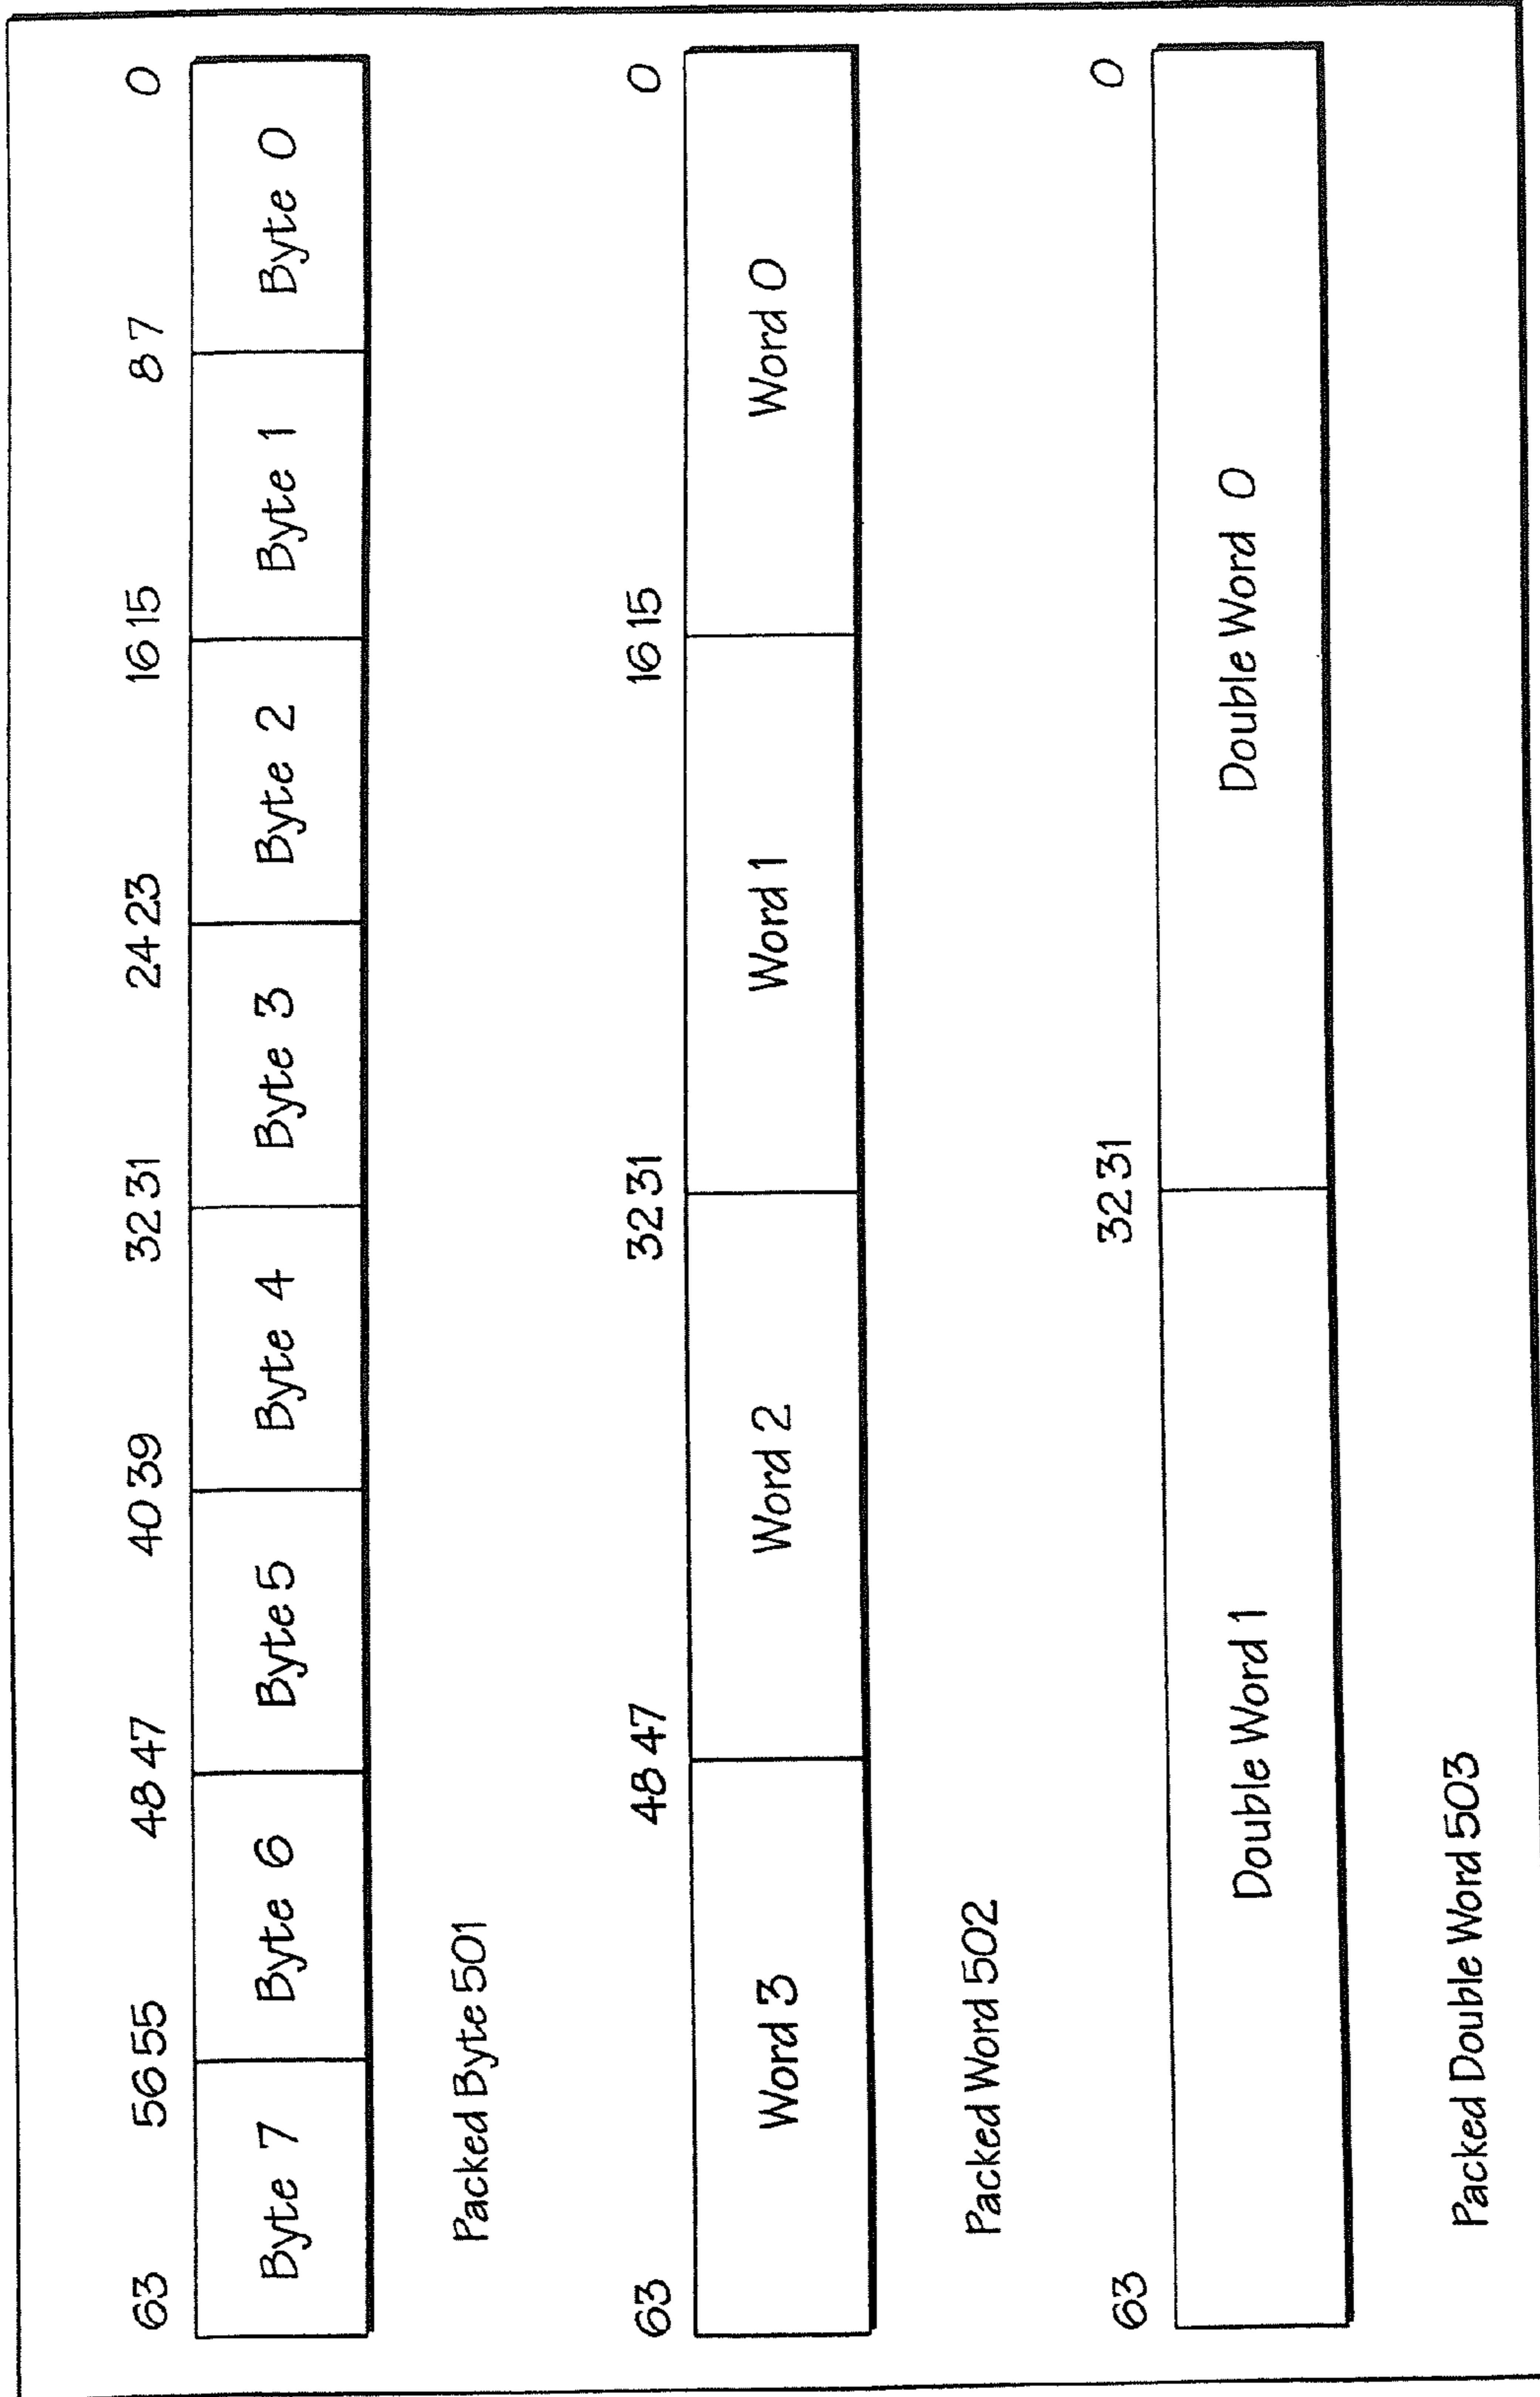 63 56 55 48 47 40 39 32 31 24 23 16 15 8 7 0
Byte 7 Byte 6 Byte 5 Byte 4 Byte 3 Byte 2 Byte 1 Byte 0
Packed Byte 501
63 48 47 32 31 16 15 0
Word 3 Word 2 Word 1 Word 0
Packed Word 502
63 32 31 0
Double Word 1 Double Word 0
Packed Double Word 503